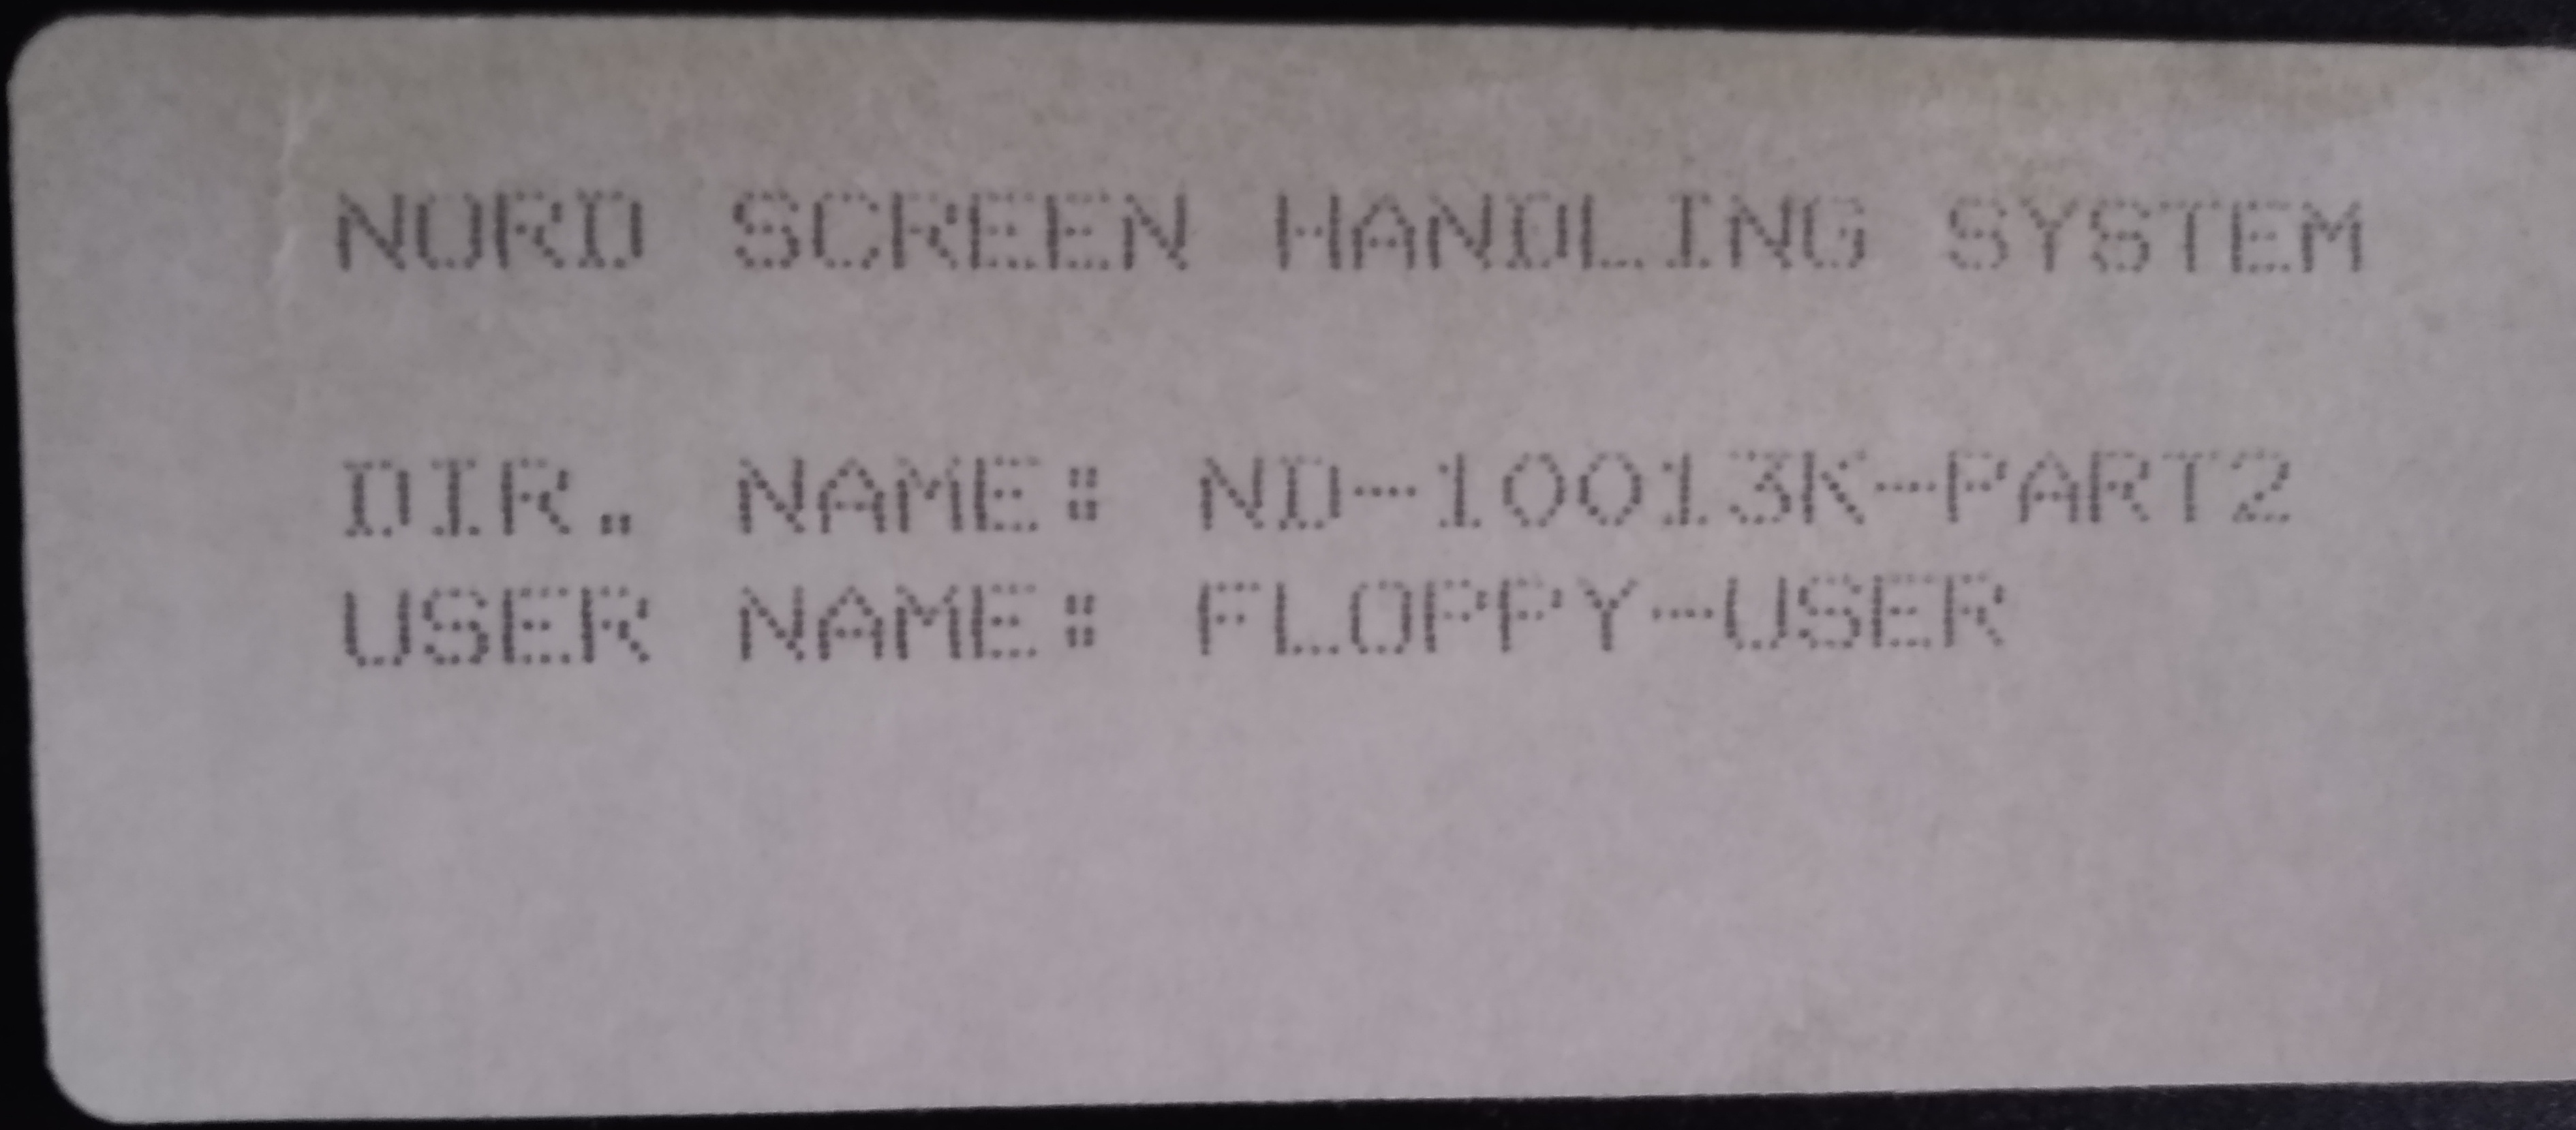 NORD SCREEN HANDLING SYSTEM
DIR. NAME: ND-10013K-PART2
USER NAME: FLOPPY-USER